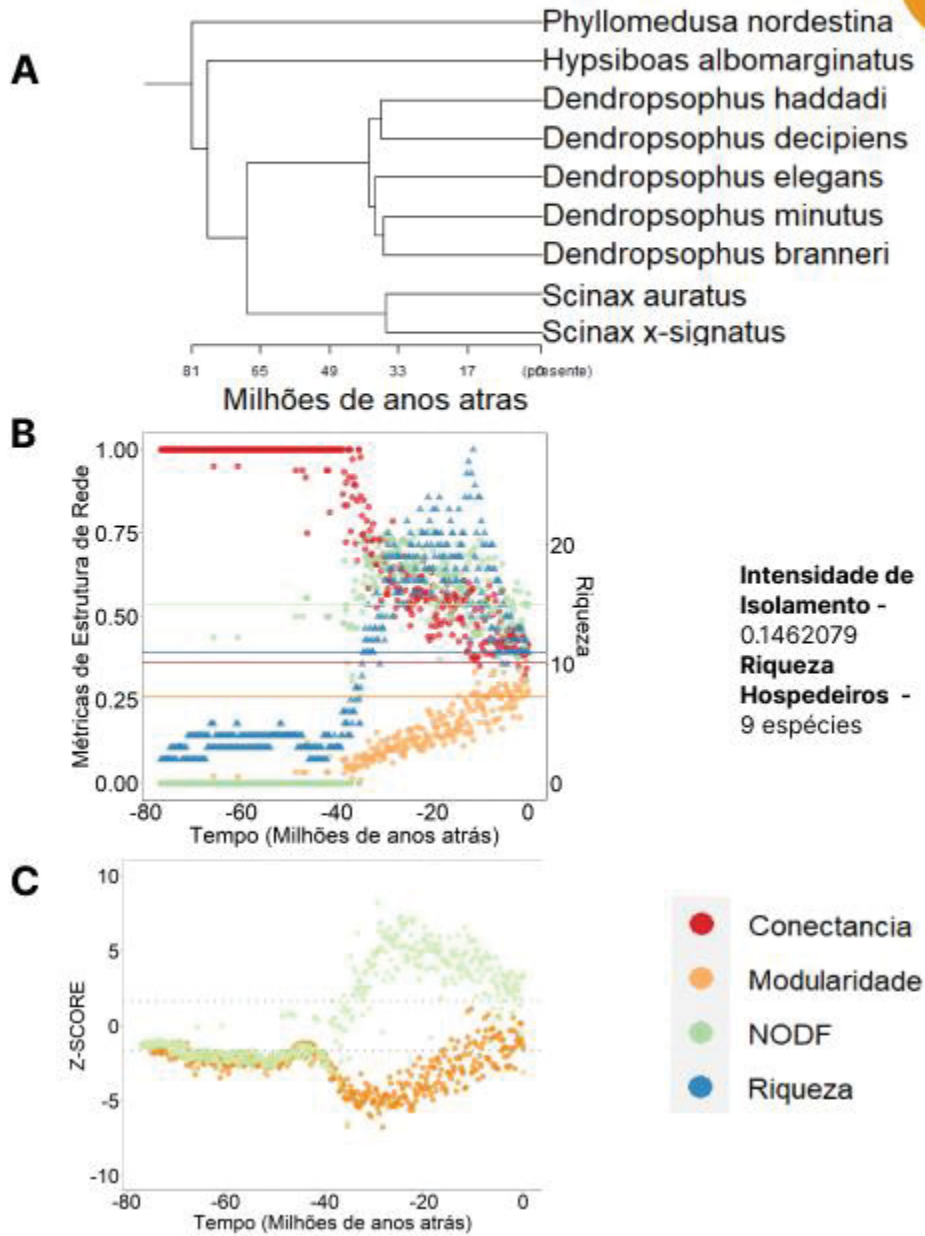 A
Phyllomedusa nordestina
Hypsiboas albomarginatus
Dendropsophus haddadi
Dendropsophus decipiens
Dendropsophus elegans
Dendropsophus minutus
Dendropsophus branneri
Scinax auratus
Scinax x-signatus
81 65 49 33 17 0 (presente)
Milhões de anos atras
B
Métricas de Estrutura de Rede
1.00
0.75
0.50
0.25
0.00
Riqueza
20
10
0
-80 -60 -40 -20 0
Tempo (Milhões de anos atrás)
Intensidade de
Isolamento -
0.1462079
Riqueza
Hospedeiros -
9 espécies
C
Z-SCORE
10
5
0
-5
-10
-80 -60 -40 -20 0
Tempo (Milhões de anos atrás)
Conectancia
Modularidade
NODF
Riqueza